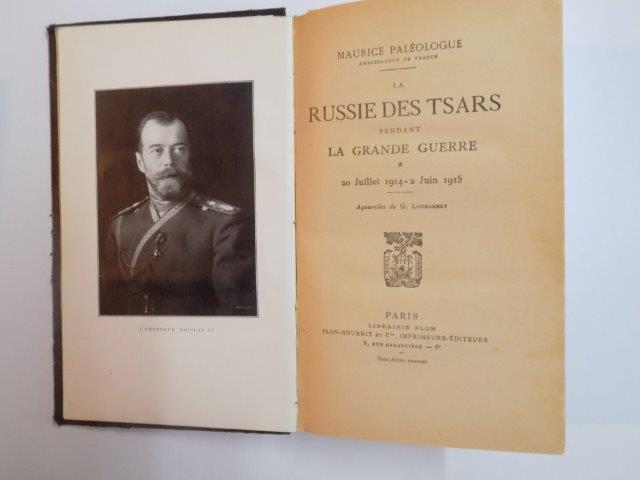 L'EMPEREUR NICOLAS II
MAURICE PALÉOLOGUE
AMBASSADEUR DE FRANCE
LA
RUSSIE DES TSARS
PENDANT
LA GRANDE GUERRE
*
20 Juillet 1914-2 Juin 1915
Aquarelles de G. 
PARIS
LIBRAIRIE PLON
PLON-NOURRIT ET Cie, IMPRIMEURS-ÉDITEURS
8, RUE GARANCIÈRE — 6e
Tous droits réservés